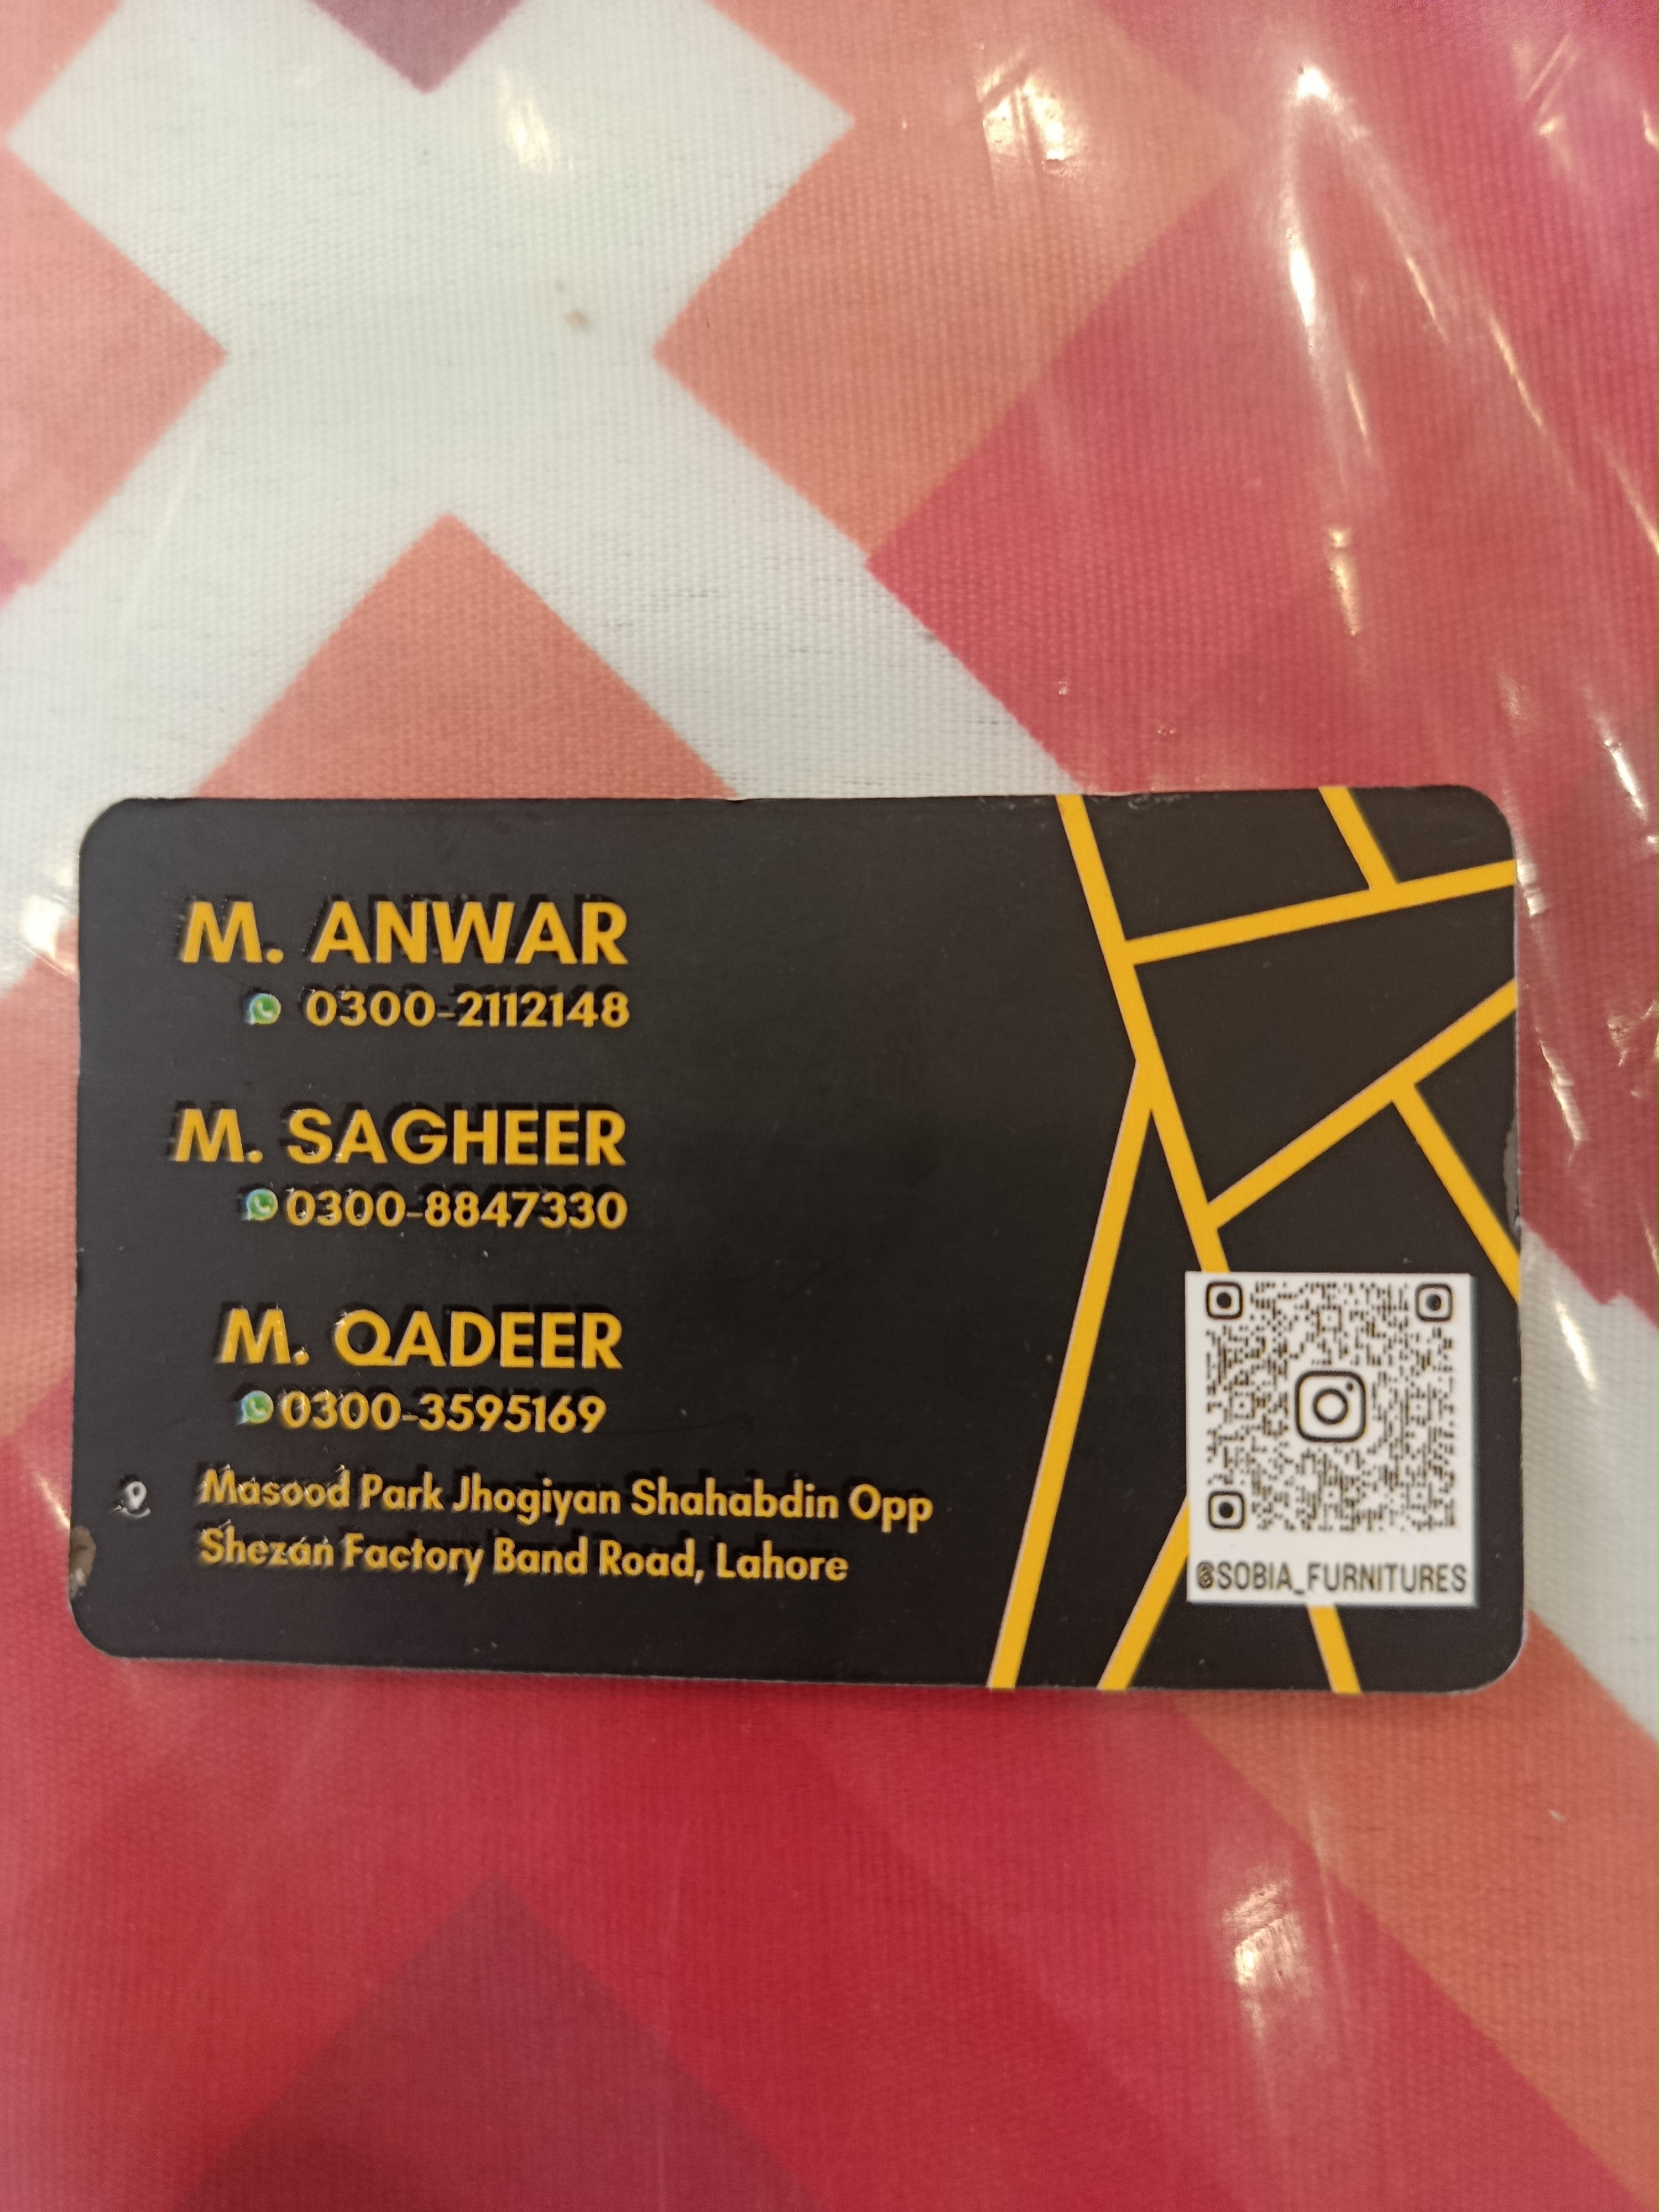 M. ANWAR
0300-2112148
M. SAGHEER
0300-8847330
M. QADEER
0300-3595169
Masood Park Jhogiyan Shahabdin Opp
Shezan Factory Band Road, Lahore
@SOBIA_FURNITURES